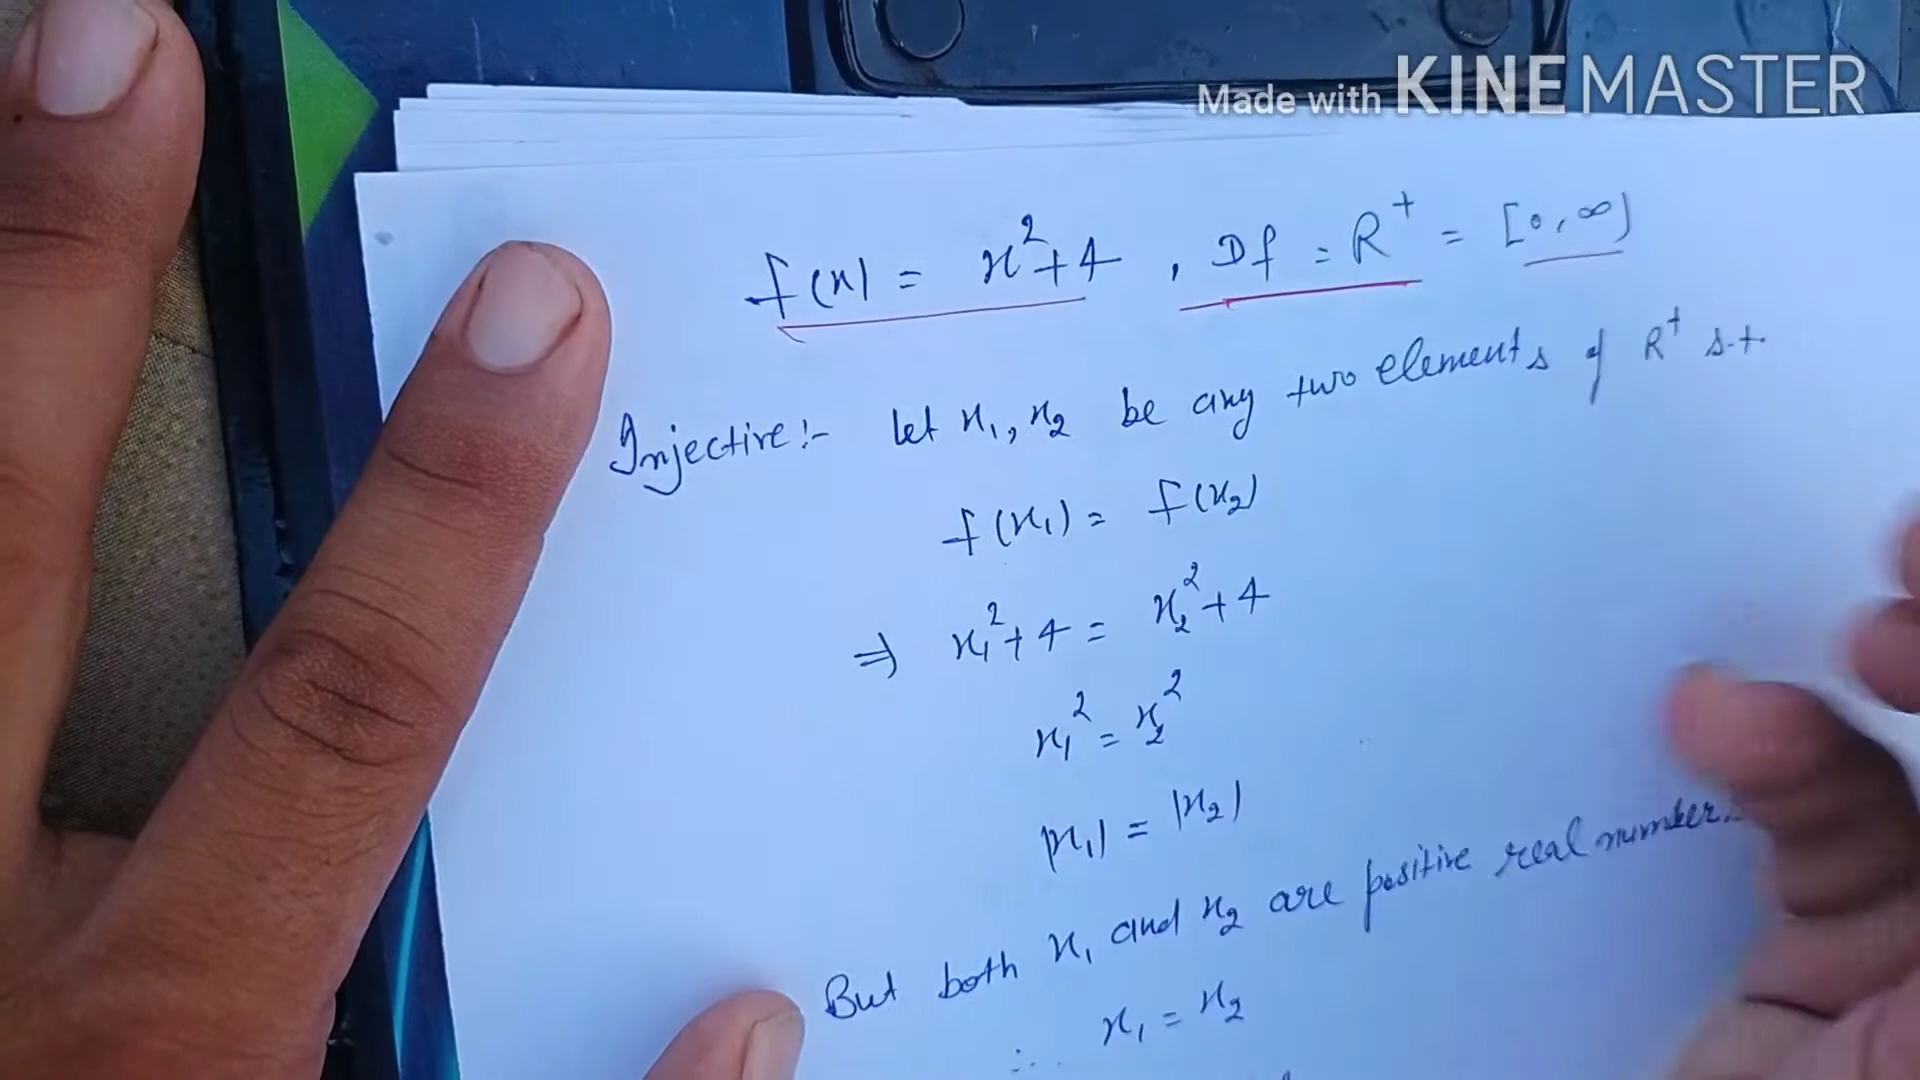 Made with KINEMASTER
f(x) = x²+4 , Df = R⁺ = [0,∞)
Injective:- let x₁, x₂ be any two elements of R⁺ s.t.
f(x₁) = f(x₂)
⇒ x₁²+4 = x₂²+4
x₁² = x₂²
|x₁| = |x₂|
But both x₁ and x₂ are positive real numbers
∴ x₁ = x₂